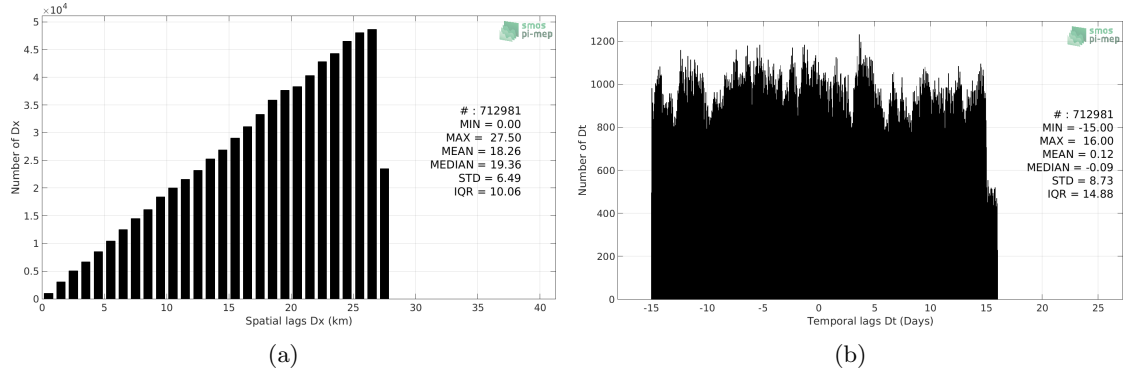 ×10⁴
5
4.5
4
3.5
3
2.5
2
1.5
1
0.5
0
Number of Dx
0 5 10 15 20 25 30 35 40
Spatial lags Dx (km)
smos
pi-mep
# : 712981
MIN = 0.00
MAX = 27.50
MEAN = 18.26
MEDIAN = 19.36
STD = 6.49
IQR = 10.06
(a)
1200
1000
800
600
400
200
0
Number of Dt
-15 -10 -5 0 5 10 15 20 25
Temporal lags Dt (Days)
smos
pi-mep
# : 712981
MIN = -15.00
MAX = 16.00
MEAN = 0.12
MEDIAN = -0.09
STD = 8.73
IQR = 14.88
(b)